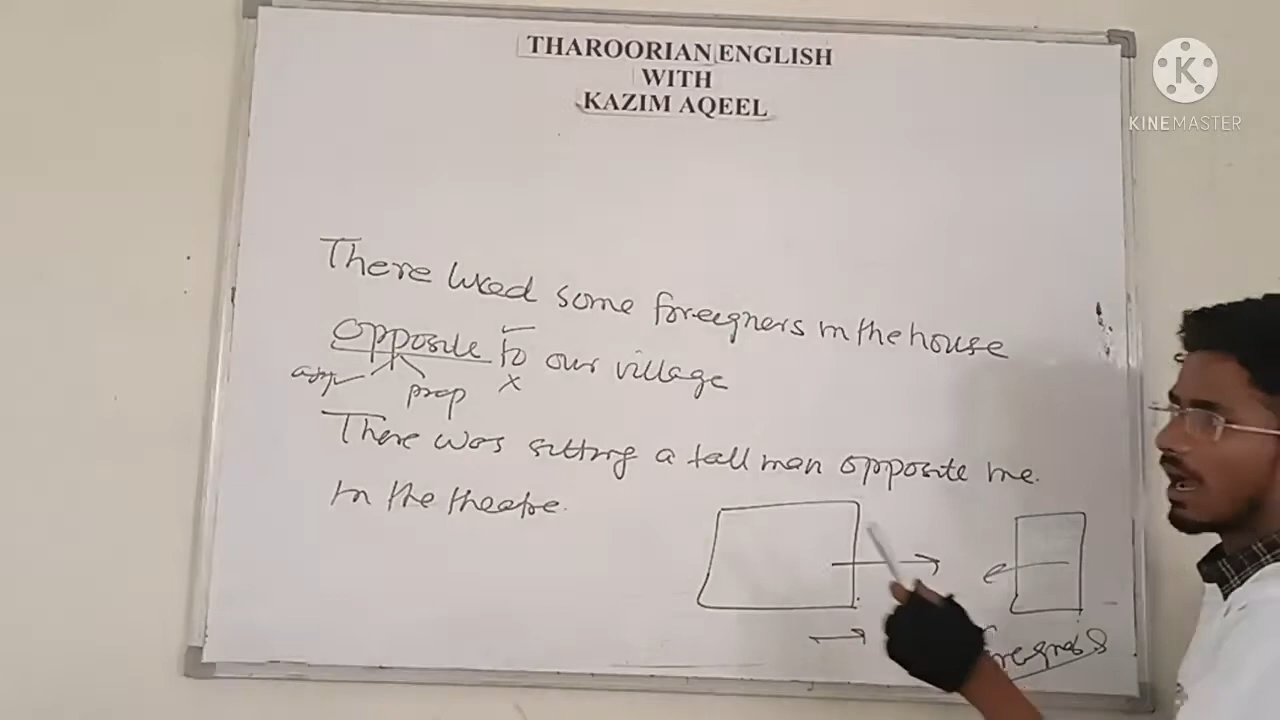 THAROORIAN ENGLISH
WITH
KAZIM AQEEL
KINEMASTER
There lived some foreigners in the house
opposite to our village
adj prep x
There was sitting a tall man opposite me.
in the theatre.